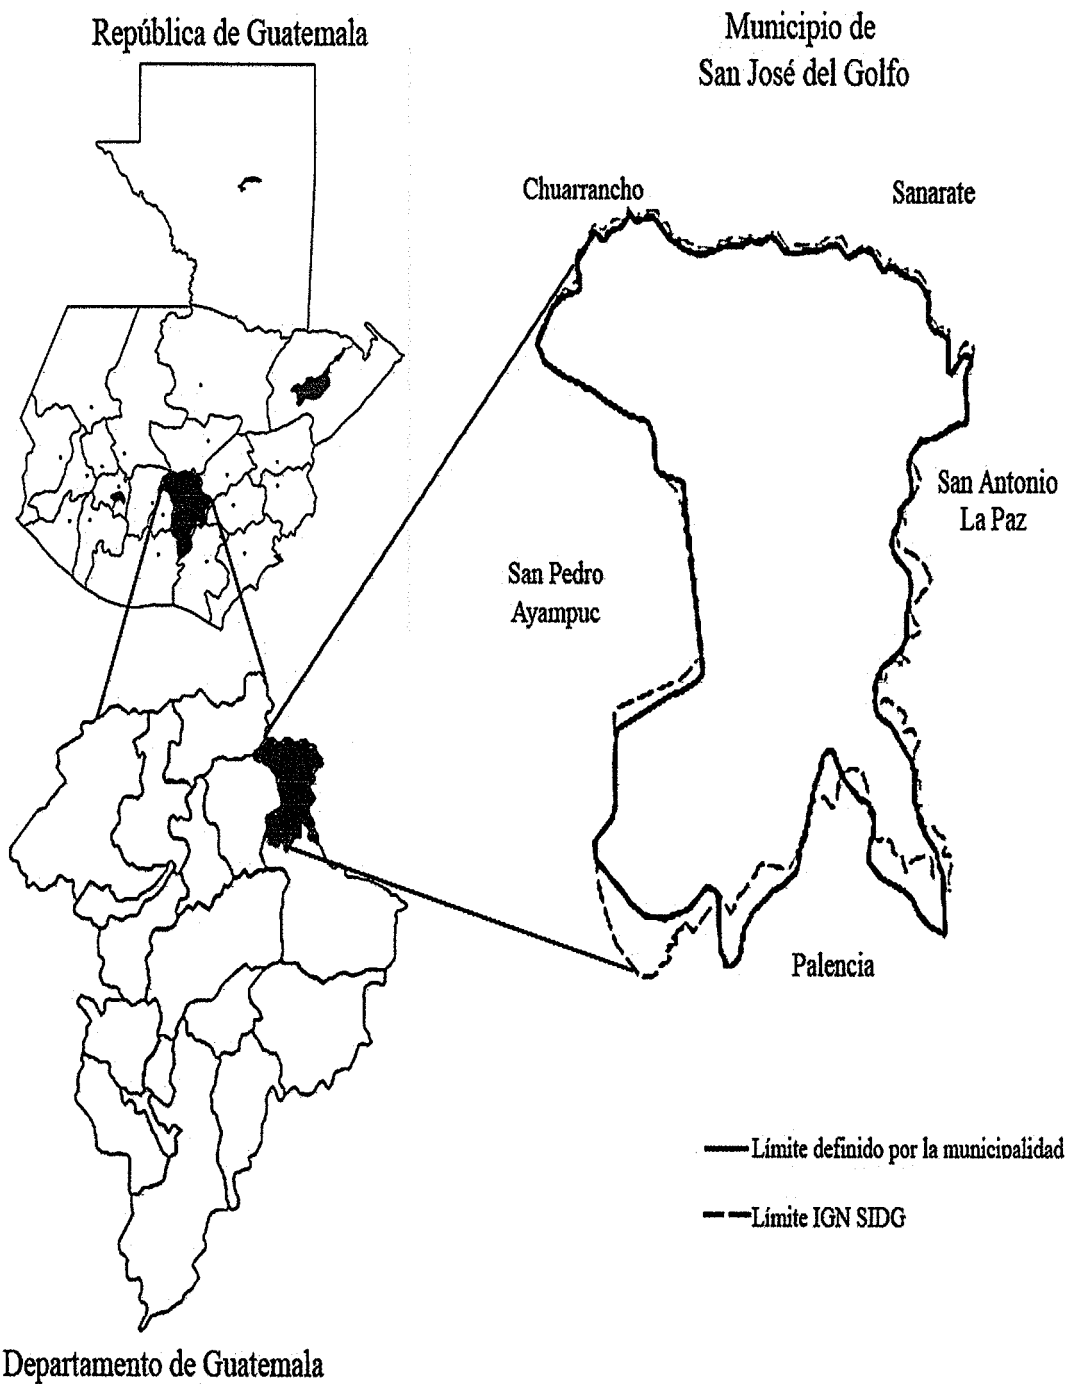 República de Guatemala
Municipio de
San José del Golfo
Chuarrancho
Sanarate
San Antonio
La Paz
San Pedro
Ayampuc
Palencia
Límite definido por la municipalidad
Límite IGN SIDG
Departamento de Guatemala